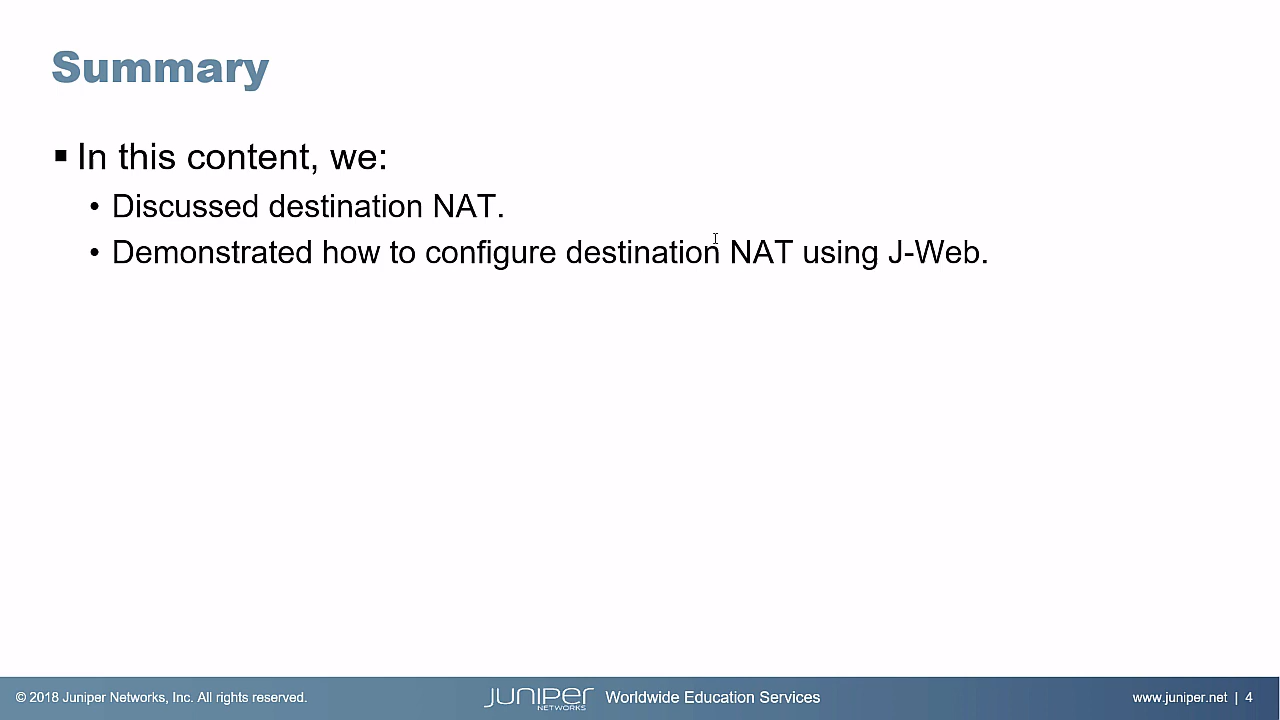 Summary
▪ In this content, we:
• Discussed destination NAT.
• Demonstrated how to configure destination NAT using J-Web.
© 2018 Juniper Networks, Inc. All rights reserved.
JUNIPER NETWORKS Worldwide Education Services
www.juniper.net | 4